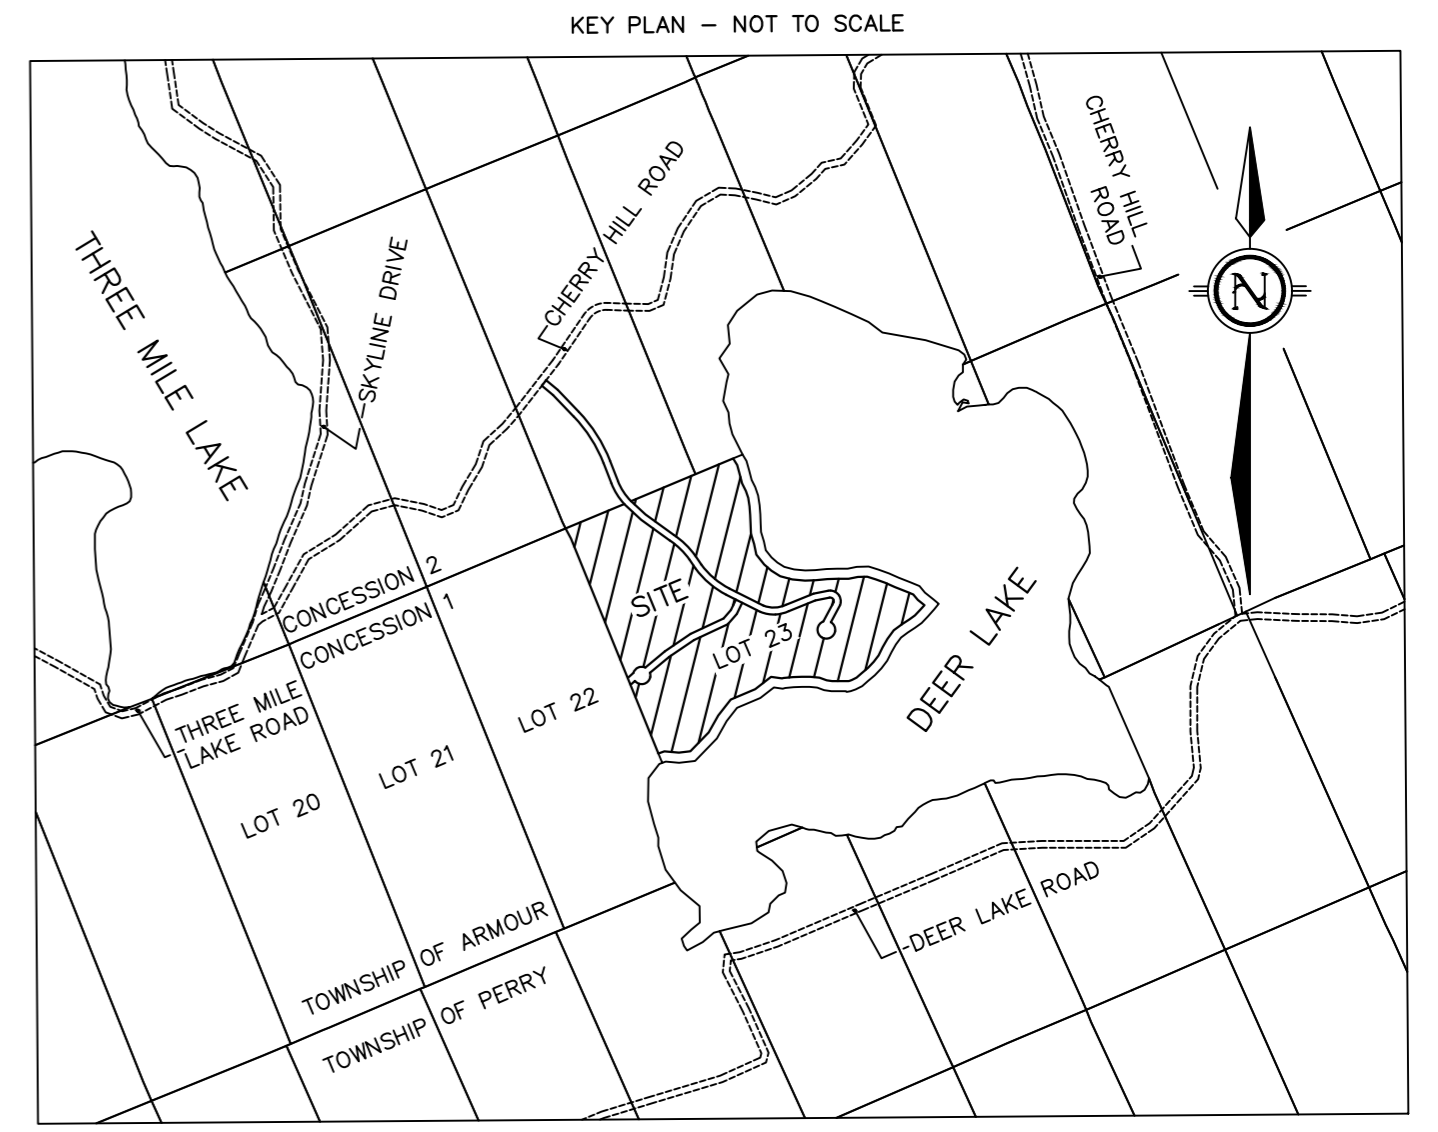 KEY PLAN – NOT TO SCALE
CHERRY HILL
ROAD
CHERRY HILL ROAD
THREE MILE LAKE
SKYLINE DRIVE
N
CONCESSION 2
CONCESSION 1
SITE
LOT 23
DEER LAKE
THREE MILE
LAKE ROAD
LOT 22
LOT 21
LOT 20
DEER LAKE ROAD
TOWNSHIP OF ARMOUR
TOWNSHIP OF PERRY